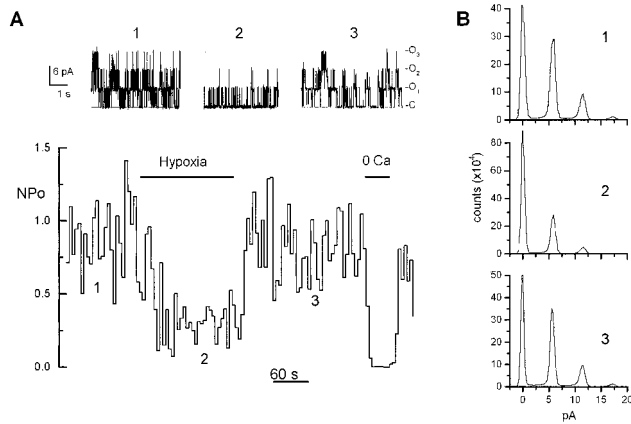 A
1 2 3
6 pA
1 s
-O3
-O2
-O1
-C
1.5
Hypoxia
0 Ca
NPo
1.0
0.5
0.0
1
2
3
60 s
B
40
30
20
10
0
1
80
60
40
20
0
2
counts (x10⁴)
50
40
30
20
10
0
3
0 5 10 15 20
pA